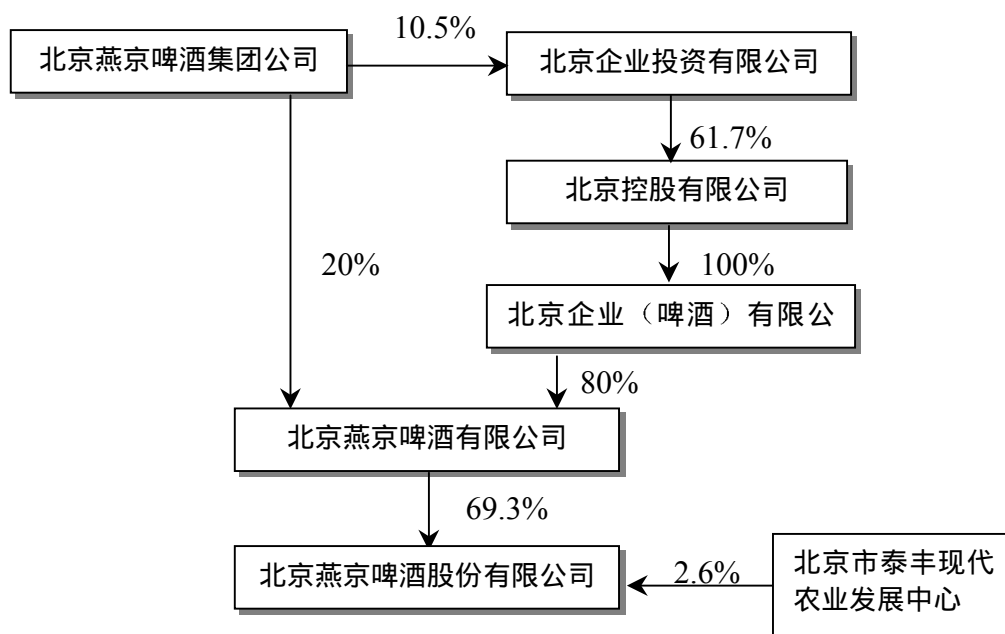 10.5%
北京燕京啤酒集团公司
北京企业投资有限公司
61.7%
北京控股有限公司
20%
100%
北京企业（啤酒）有限公
80%
北京燕京啤酒有限公司
69.3%
北京燕京啤酒股份有限公司
2.6%
北京市泰丰现代
农业发展中心